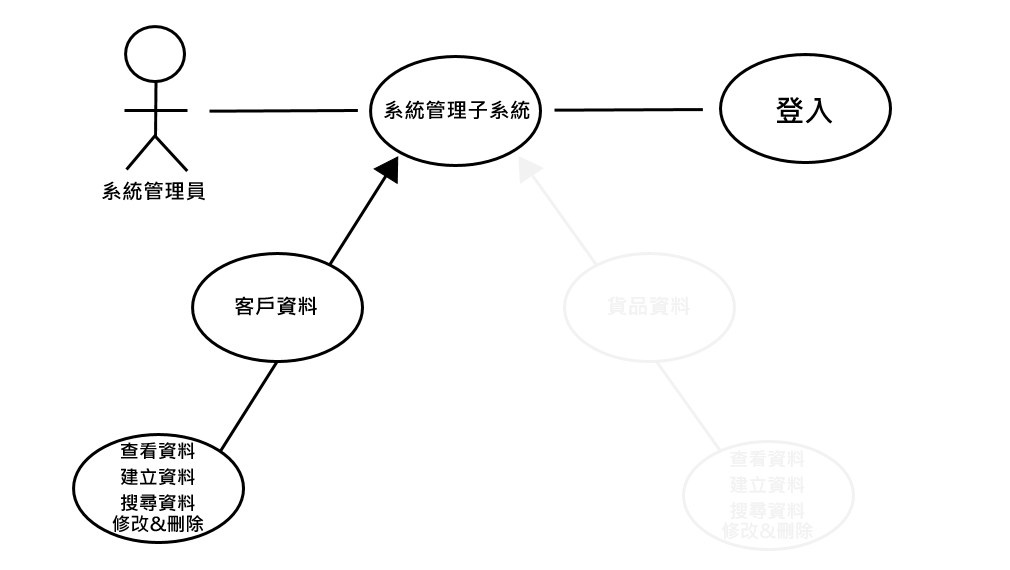 系統管理子系統
登入
系統管理員
客戶資料
貨品資料
查看資料
建立資料
搜尋資料
修改&刪除
查看資料
建立資料
搜尋資料
修改&刪除